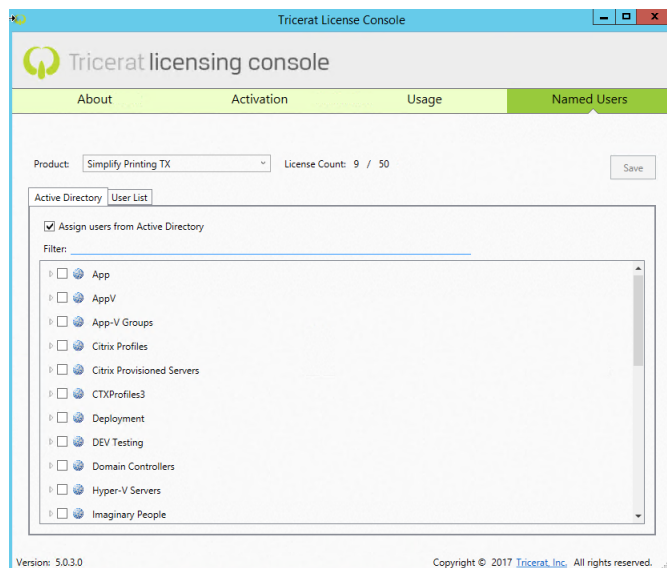 Tricerat License Console
Tricerat licensing console
About Activation Usage Named Users
Product: Simplify Printing TX License Count: 9 / 50 Save
Active Directory User List
Assign users from Active Directory
Filter:
App
AppV
App-V Groups
Citrix Profiles
Citrix Provisioned Servers
CTXProfiles3
Deployment
DEV Testing
Domain Controllers
Hyper-V Servers
Imaginary People
Version: 5.0.3.0 Copyright © 2017 Tricerat, Inc. All rights reserved.